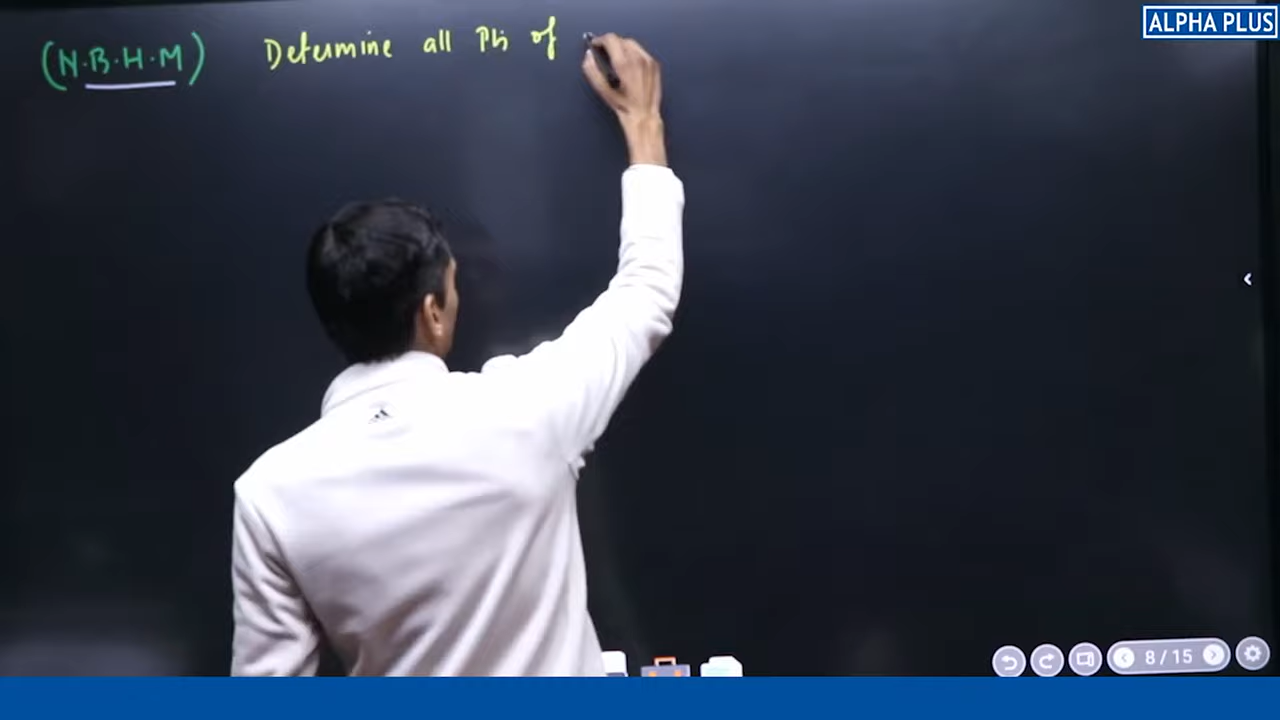 ALPHA PLUS
(N.B.H.M) Determine all Pts of
8/15